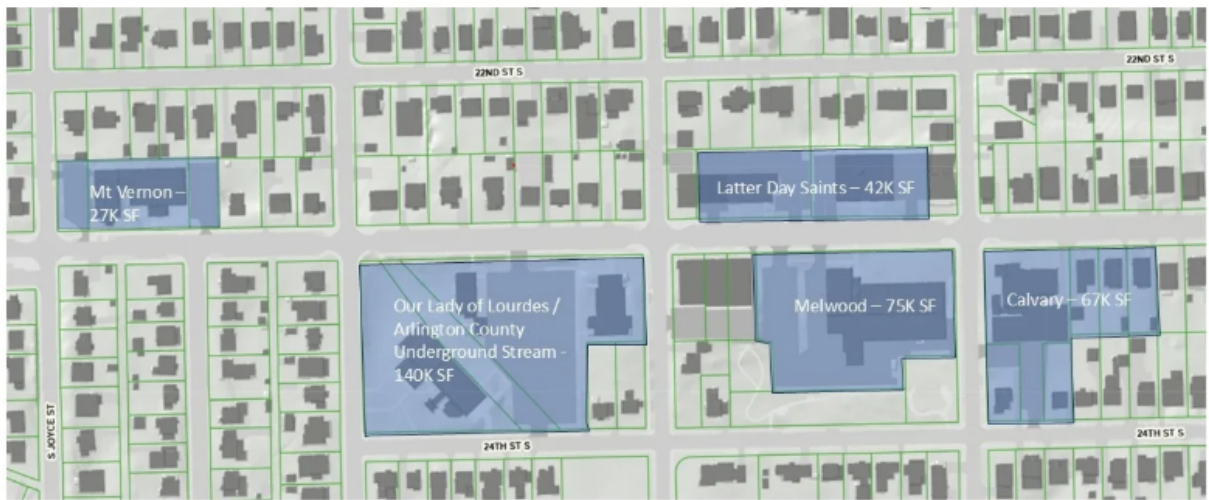 22ND ST S
22ND ST S
Mt Vernon –
27K SF
Latter Day Saints – 42K SF
Our Lady of Lourdes /
Arlington County
Underground Stream -
140K SF
Melwood – 75K SF
Calvary – 67K SF
S JOYCE ST
24TH ST S
24TH ST S